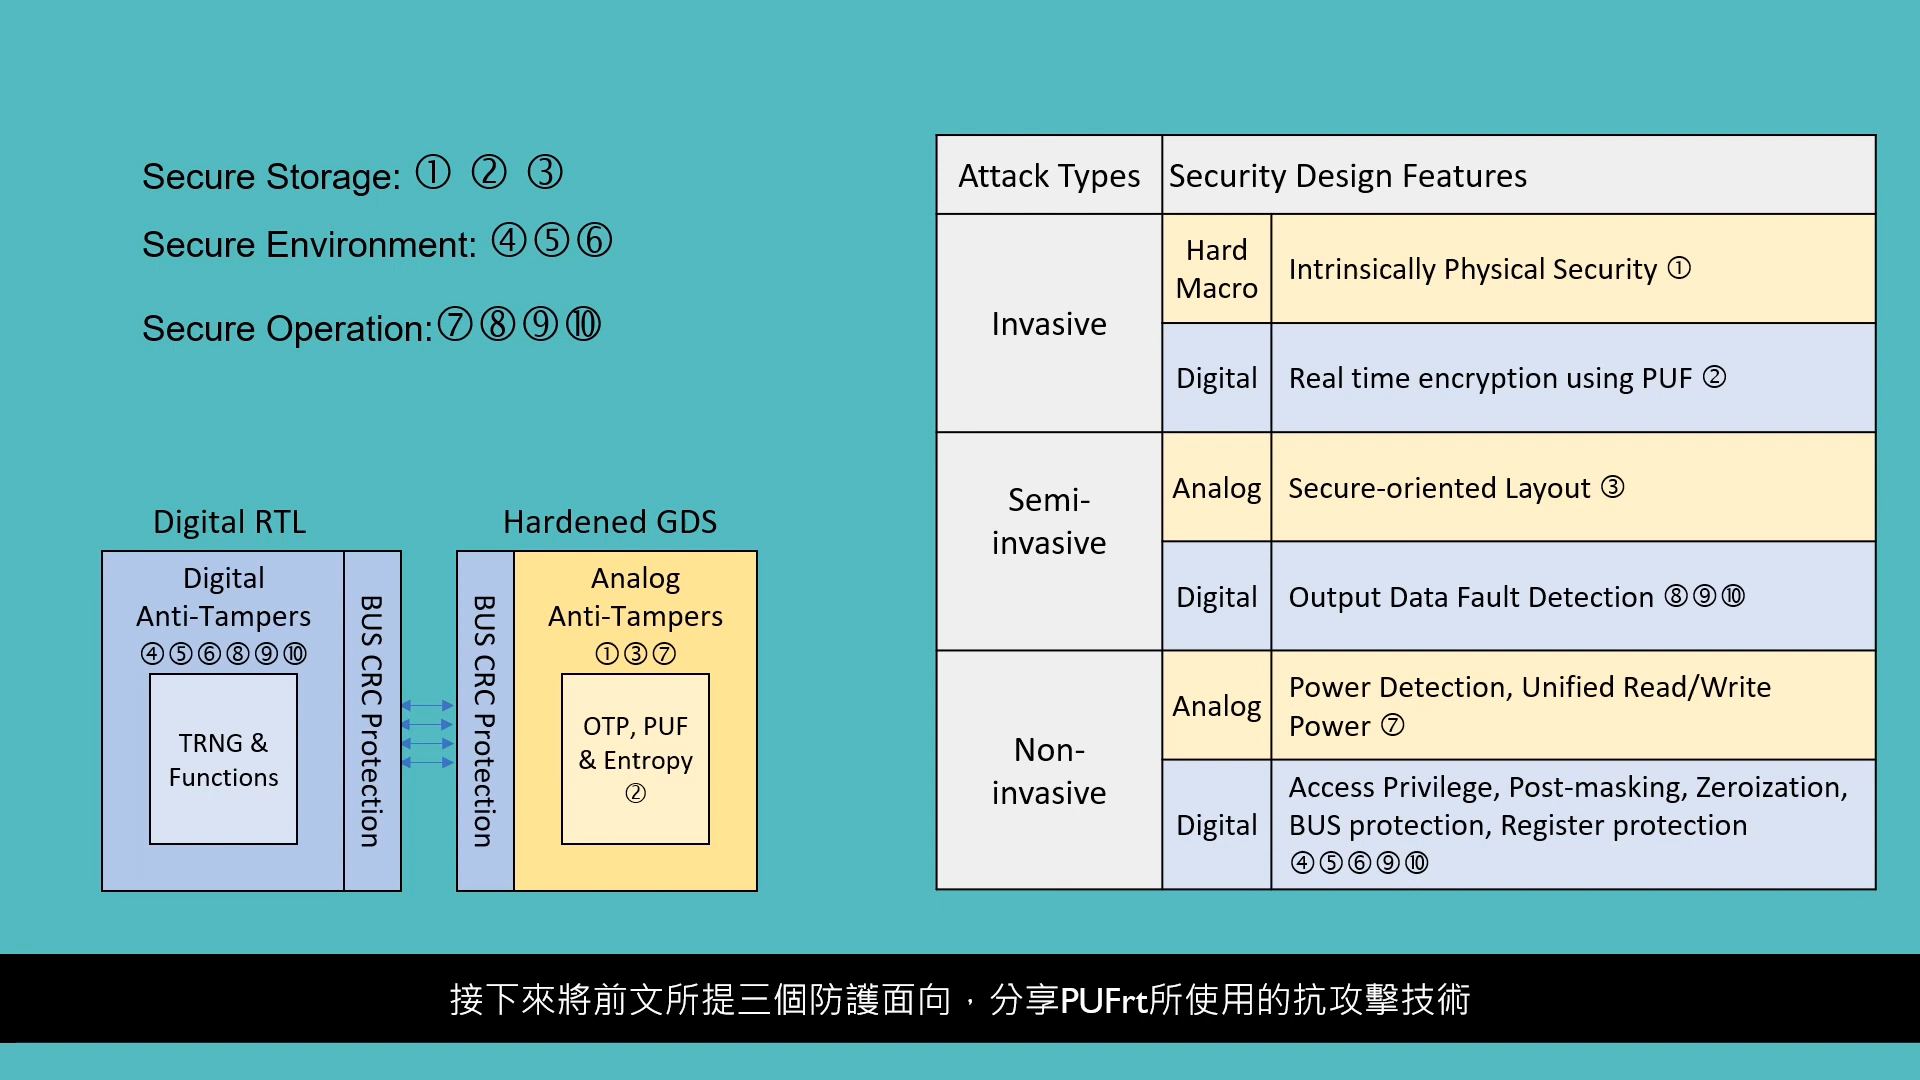 Secure Storage: ① ② ③
Secure Environment: ④⑤⑥
Secure Operation:⑦⑧⑨⑩
Digital RTL
Digital
Anti-Tampers
④⑤⑥⑧⑨⑩
TRNG &
Functions
BUS CRC Protection
Hardened GDS
BUS CRC Protection
Analog
Anti-Tampers
①③⑦
OTP, PUF
& Entropy
②
Attack Types
Security Design Features
Invasive
Hard
Macro
Intrinsically Physical Security ①
Digital
Real time encryption using PUF ②
Semi-
invasive
Analog
Secure-oriented Layout ③
Digital
Output Data Fault Detection ⑧⑨⑩
Non-
invasive
Analog
Power Detection, Unified Read/Write
Power ⑦
Digital
Access Privilege, Post-masking, Zeroization,
BUS protection, Register protection
④⑤⑥⑨⑩
接下來將前文所提三個防護面向，分享PUFrt所使用的抗攻擊技術